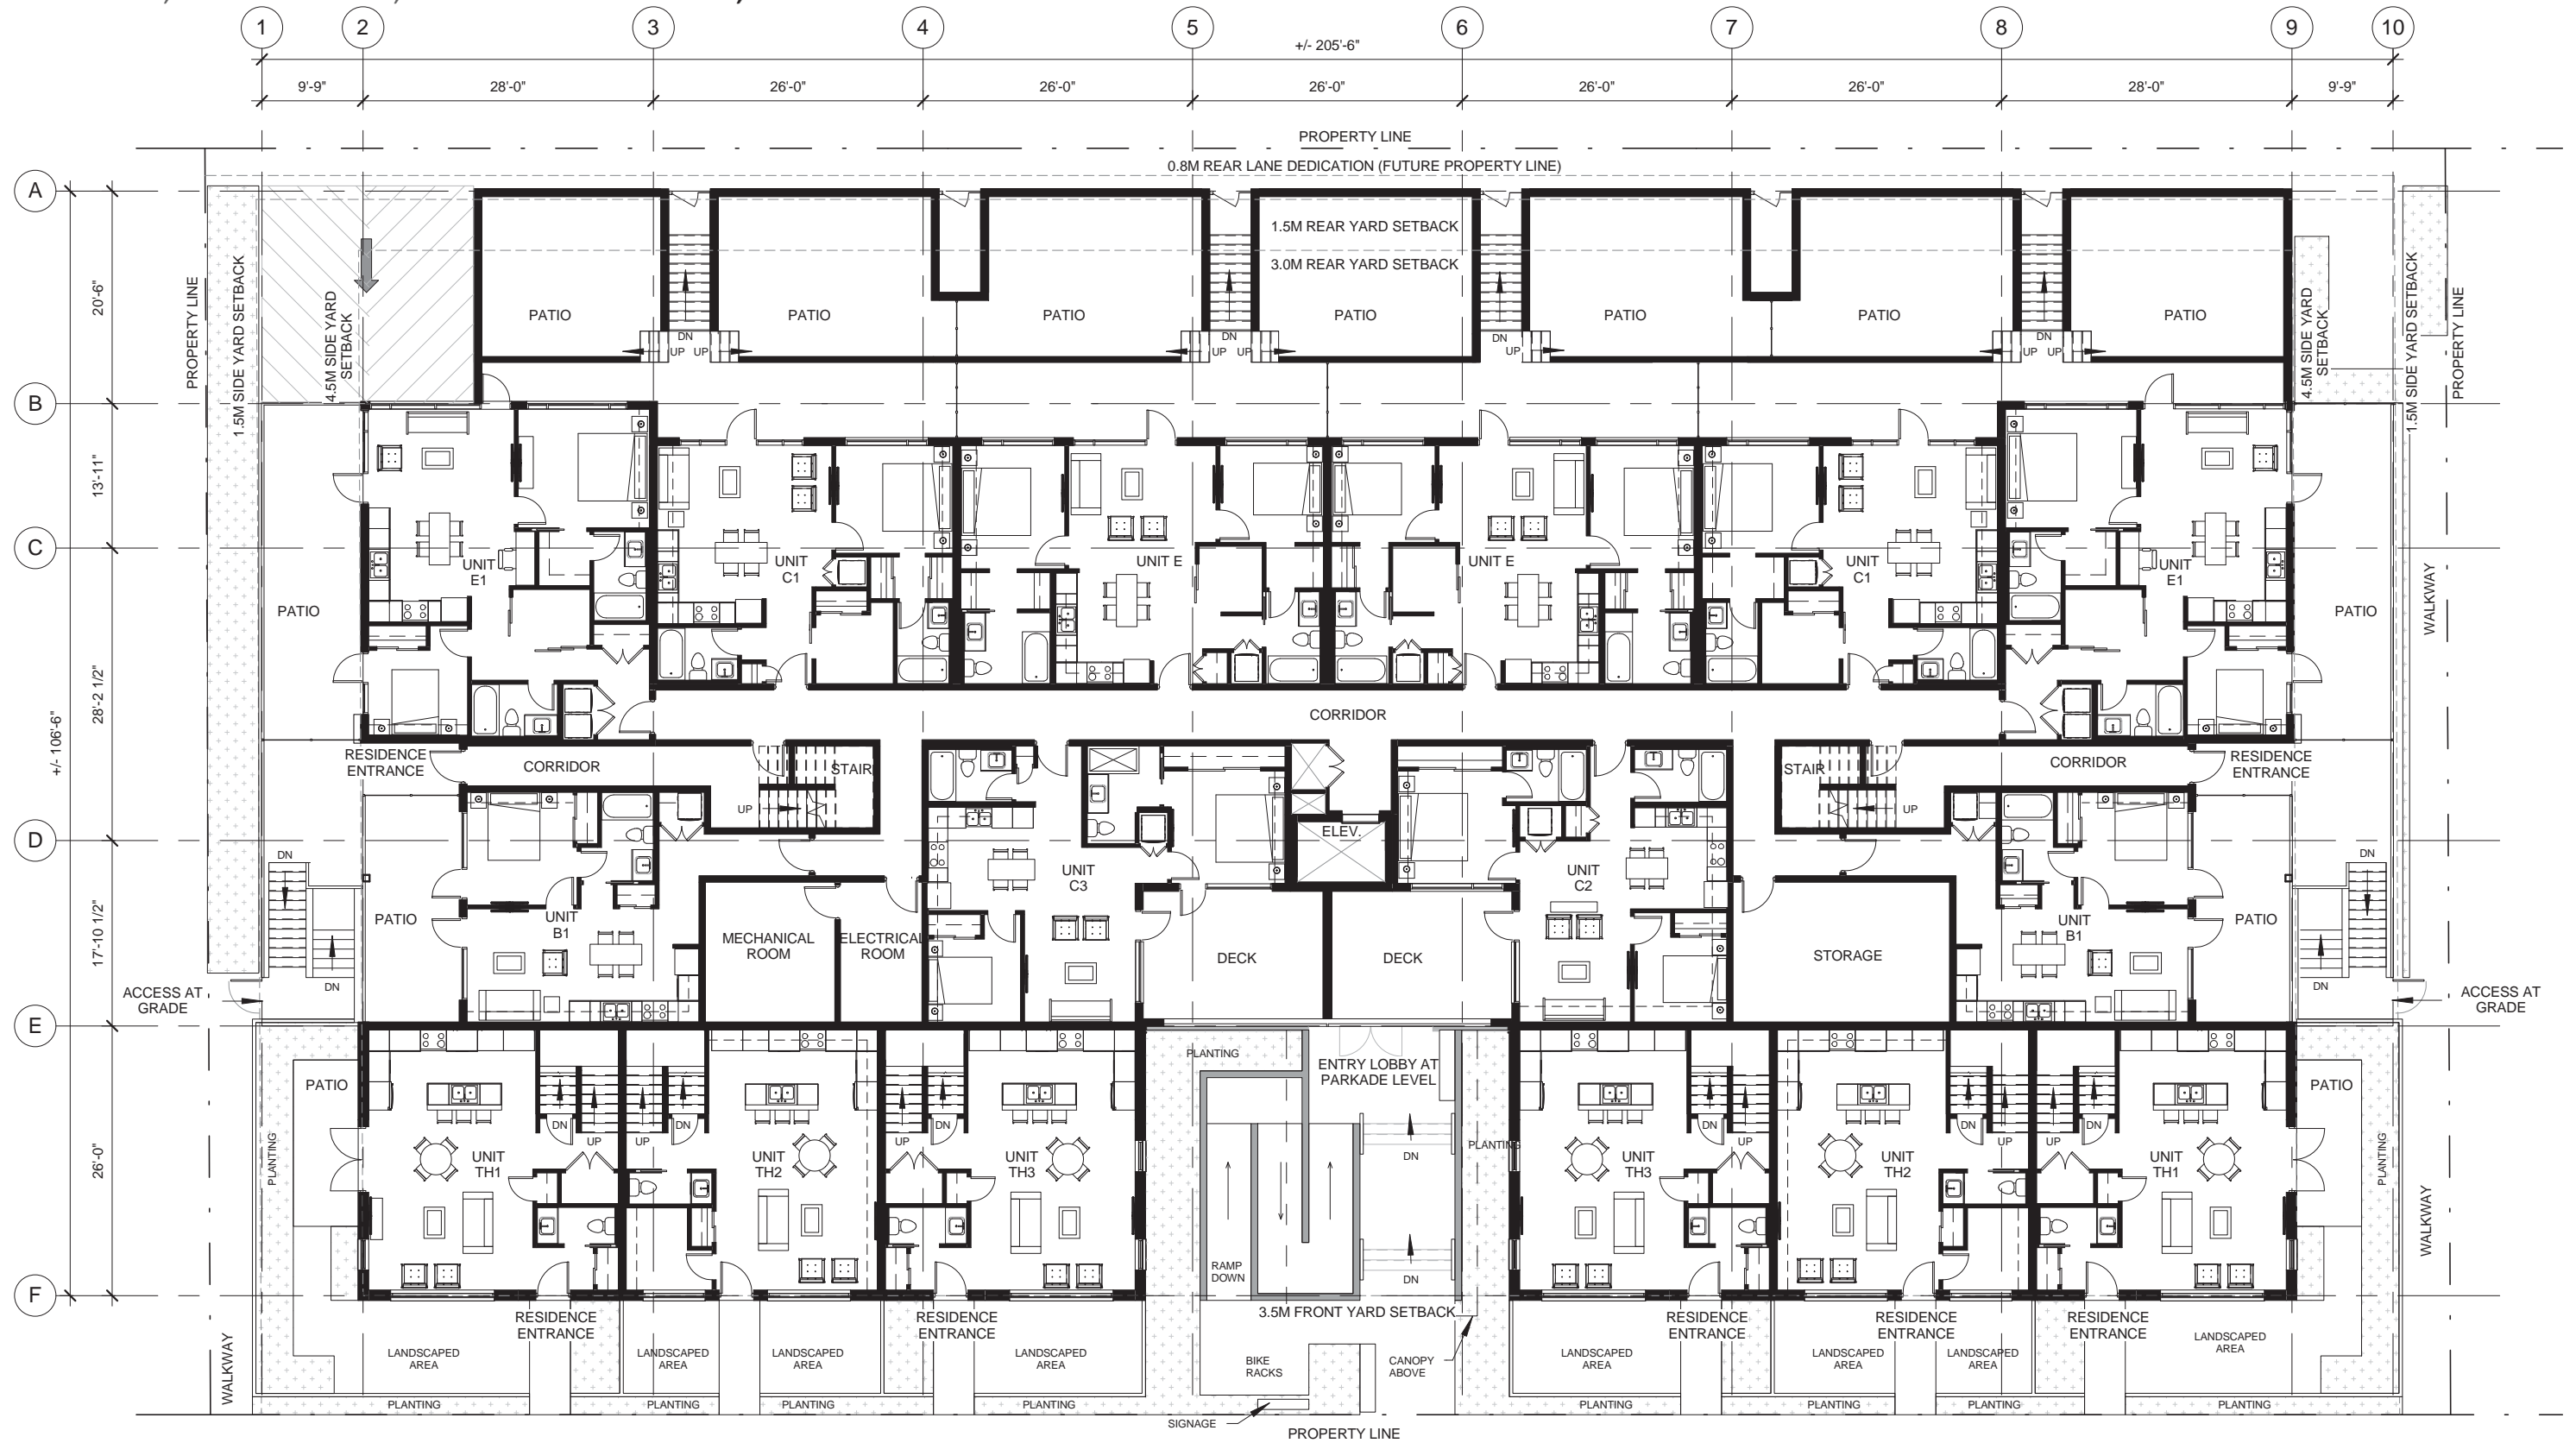 1 2 3 4 5 6 7 8 9 10
+/- 205'-6"
9'-9" 28'-0" 26'-0" 26'-0" 26'-0" 26'-0" 26'-0" 28'-0" 9'-9"
PROPERTY LINE
0.8M REAR LANE DEDICATION (FUTURE PROPERTY LINE)
A
1.5M REAR YARD SETBACK
3.0M REAR YARD SETBACK
20'-6"
PROPERTY LINE
1.5M SIDE YARD SETBACK
4.5M SIDE YARD
SETBACK
PATIO PATIO PATIO PATIO PATIO PATIO PATIO
4.5M SIDE YARD
SETBACK
1.5M SIDE YARD SETBACK
PROPERTY LINE
DN DN DN DN
UP UP UP UP UP UP UP
B
13'-11"
C
UNIT
E1
UNIT
C1
UNIT E
UNIT E
UNIT
C1
UNIT
E1
PATIO PATIO
WALKWAY
28'-2 1/2"
+/- 106'-6"
CORRIDOR
RESIDENCE
ENTRANCE
CORRIDOR
STAIR
UP
ELEV.
STAIR
UP
CORRIDOR
RESIDENCE
ENTRANCE
D
DN
DN
UNIT
C3
UNIT
C2
DN
DN
17'-10 1/2"
PATIO
UNIT
B1
MECHANICAL
ROOM
ELECTRICAL
ROOM
DECK
DECK
STORAGE
UNIT
B1
PATIO
ACCESS AT
GRADE
ACCESS AT
GRADE
E
PLANTING
ENTRY LOBBY AT
PARKADE LEVEL
PATIO
PATIO
26'-0"
PLANTING
DN UP UP DN UP DN
DN
PLANTING
DN UP DN UP UP DN
PLANTING
UNIT
TH1
UNIT
TH2
UNIT
TH3
UNIT
TH3
UNIT
TH2
UNIT
TH1
WALKWAY
RAMP
DOWN
DN
F
3.5M FRONT YARD SETBACK
RESIDENCE
ENTRANCE
RESIDENCE
ENTRANCE
RESIDENCE
ENTRANCE
RESIDENCE
ENTRANCE
RESIDENCE
ENTRANCE
WALKWAY
LANDSCAPED
AREA
LANDSCAPED
AREA
LANDSCAPED
AREA
LANDSCAPED
AREA
BIKE
RACKS
CANOPY
ABOVE
LANDSCAPED
AREA
LANDSCAPED
AREA
LANDSCAPED
AREA
LANDSCAPED
AREA
PLANTING PLANTING PLANTING PLANTING PLANTING PLANTING PLANTING PLANTING
SIGNAGE
PROPERTY LINE